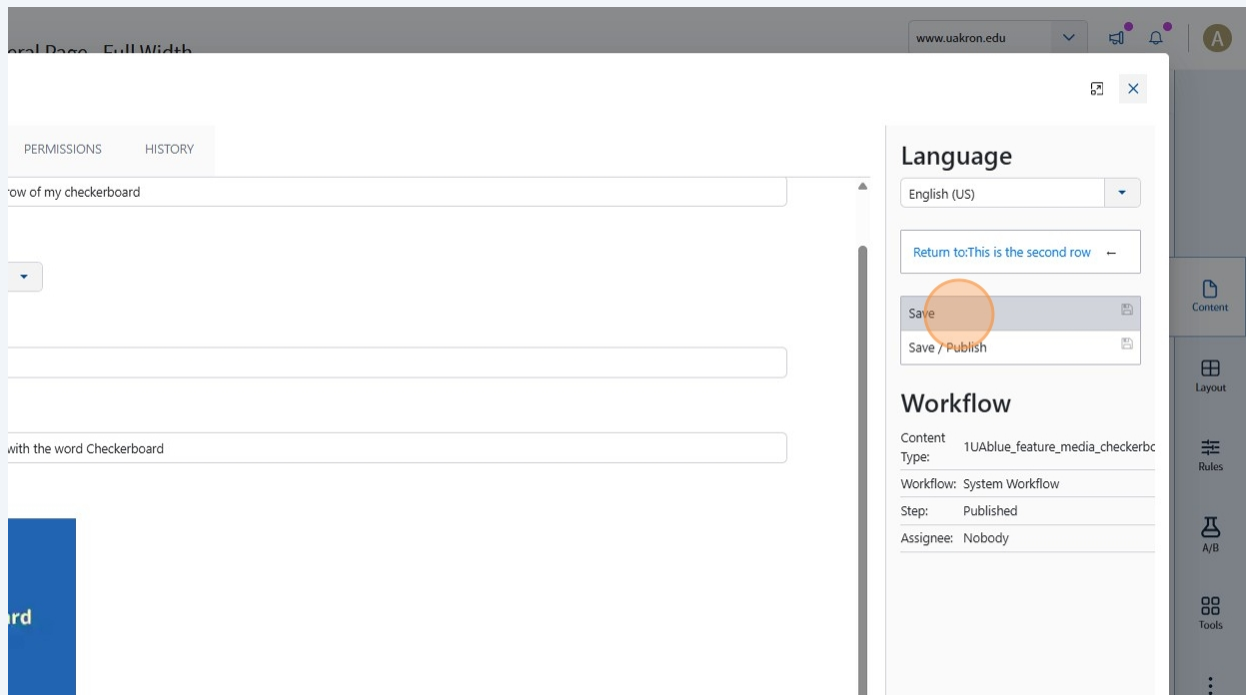 eral Page - Full Width
www.uakron.edu
A
PERMISSIONS
HISTORY
row of my checkerboard
with the word Checkerboard
ard
Language
English (US)
Return to:This is the second row ←
Save
Save / Publish
Workflow
Content Type: 1UAblue_feature_media_checkerbo
Workflow: System Workflow
Step: Published
Assignee: Nobody
Content
Layout
Rules
A/B
Tools